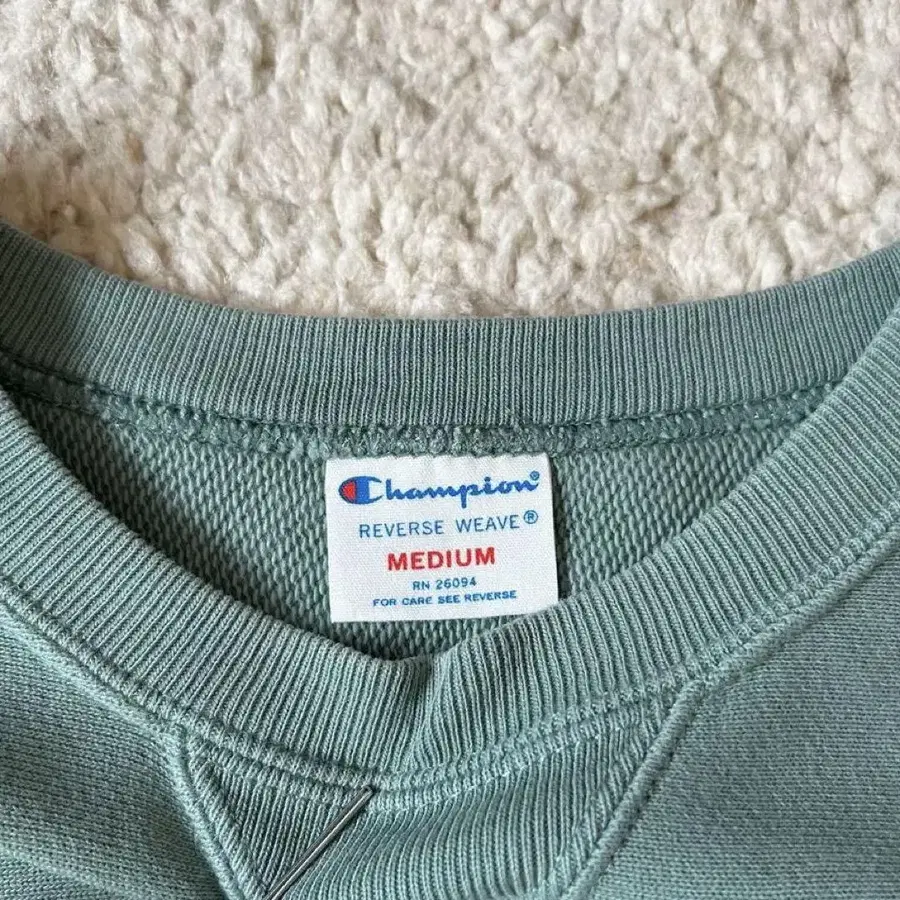 Champion®
REVERSE WEAVE®
MEDIUM
RN 26094
FOR CARE SEE REVERSE